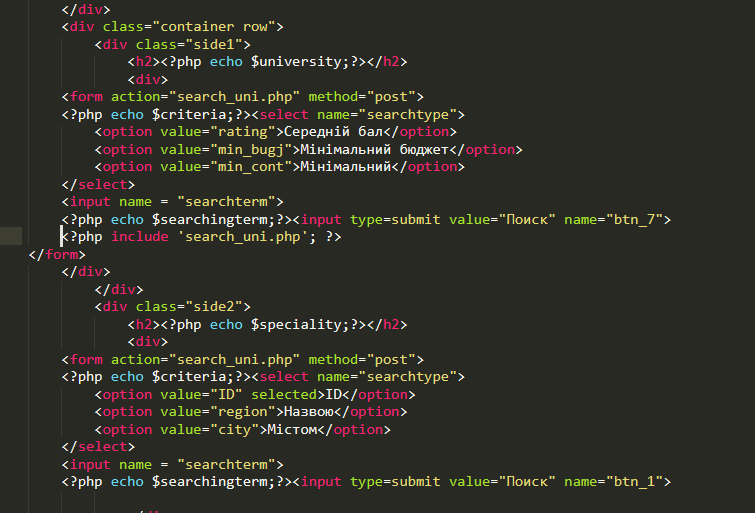 </div>
<div class="container row">
<div class="side1">
<h2><?php echo $university;?></h2>
<div>
<form action="search_uni.php" method="post">
<?php echo $criteria;?><select name="searchtype">
<option value="rating">Середній бал</option>
<option value="min_bugj">Мінімальний бюджет</option>
<option value="min_cont">Мінімальний</option>
</select>
<input name = "searchterm">
<?php echo $searchingterm;?><input type=submit value="Поиск" name="btn_7">
<?php include 'search_uni.php'; ?>
</form>
</div>
</div>
<div class="side2">
<h2><?php echo $speciality;?></h2>
<div>
<form action="search_uni.php" method="post">
<?php echo $criteria;?><select name="searchtype">
<option value="ID" selected>ID</option>
<option value="region">Назвою</option>
<option value="city">Містом</option>
</select>
<input name = "searchterm">
<?php echo $searchingterm;?><input type=submit value="Поиск" name="btn_1">